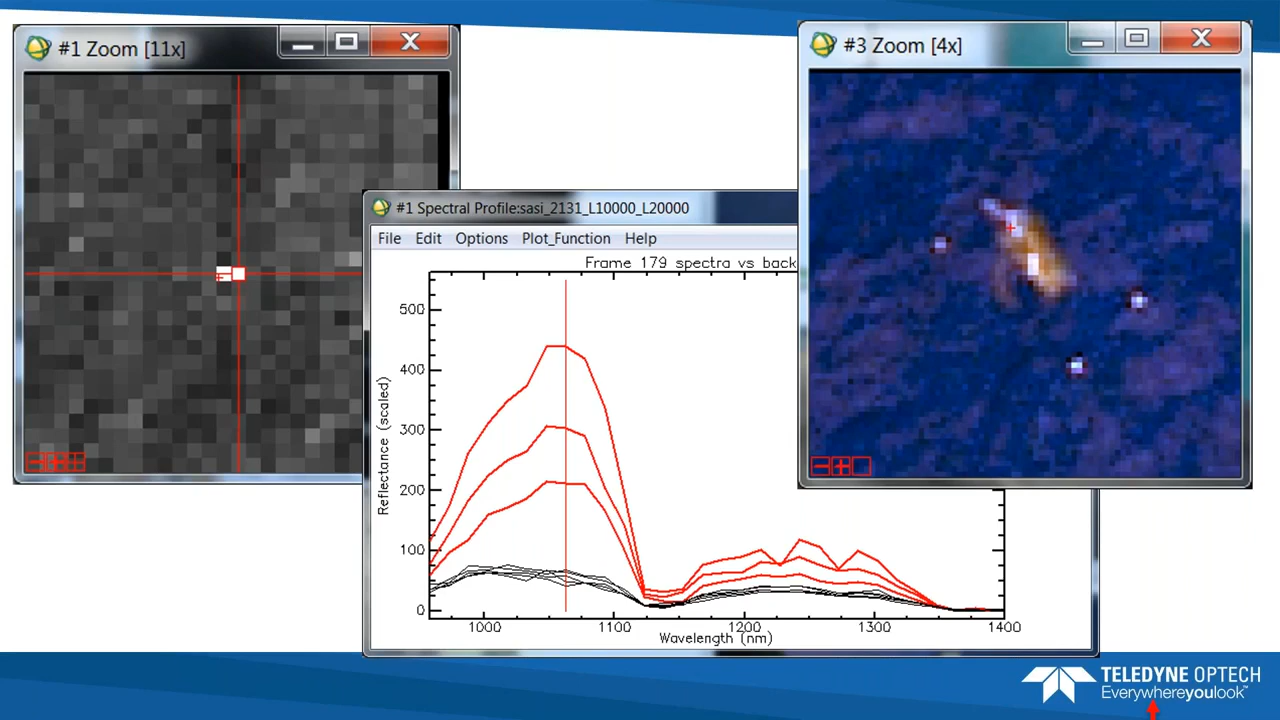 #1 Zoom [11x]
#3 Zoom [4x]
#1 Spectral Profile:sasi_2131_L10000_L20000
File Edit Options Plot_Function Help
Frame 179 spectra vs back
Reflectance (scaled)
500
400
300
200
100
0
1000 1100 1200 1300 1400
Wavelength (nm)
TELEDYNE OPTECH
Everywhereyoulook™